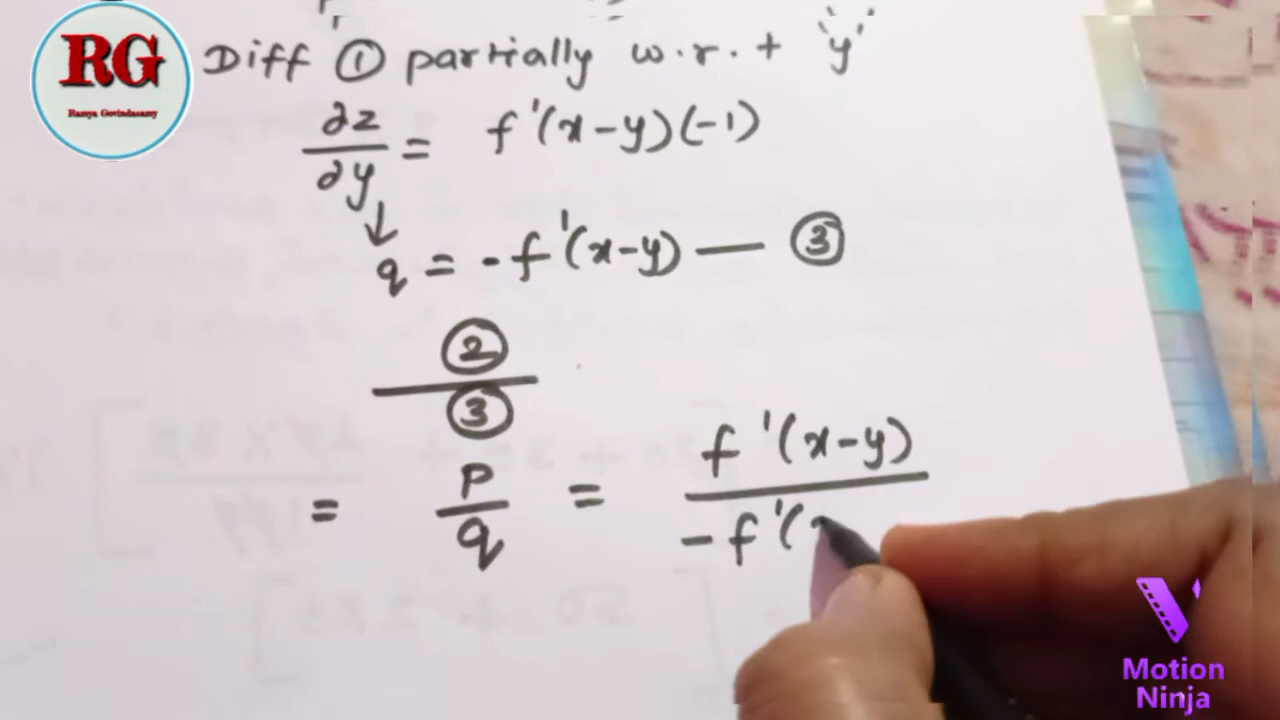 RG
Ramya Govindasamy
Diff ① partially w.r.t 'y'
∂z/∂y = f'(x-y)(-1)
↓
q = -f'(x-y) — ③
②/③
= p/q = f'(x-y)/-f'(
Motion
Ninja